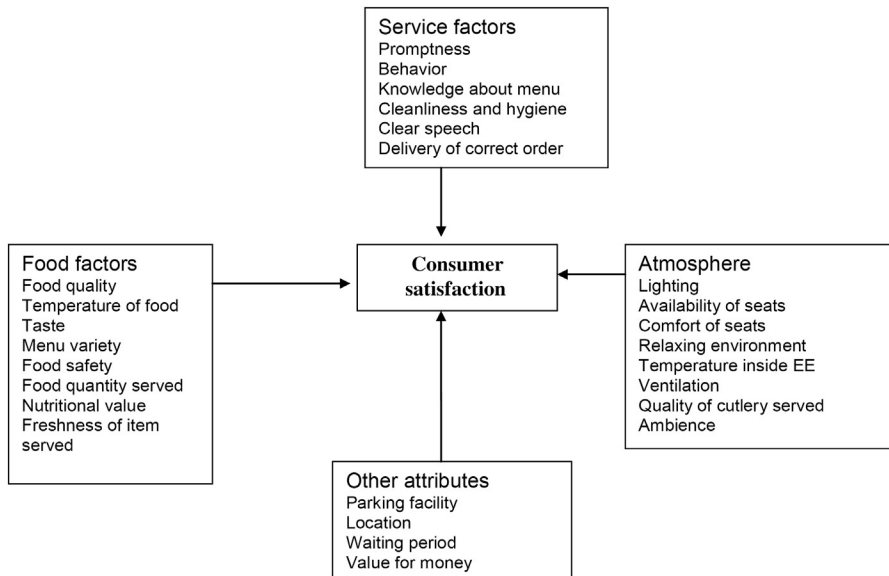 Service factors
Promptness
Behavior
Knowledge about menu
Cleanliness and hygiene
Clear speech
Delivery of correct order
Food factors
Food quality
Temperature of food
Taste
Menu variety
Food safety
Food quantity served
Nutritional value
Freshness of item
served
Consumer
satisfaction
Atmosphere
Lighting
Availability of seats
Comfort of seats
Relaxing environment
Temperature inside EE
Ventilation
Quality of cutlery served
Ambience
Other attributes
Parking facility
Location
Waiting period
Value for money